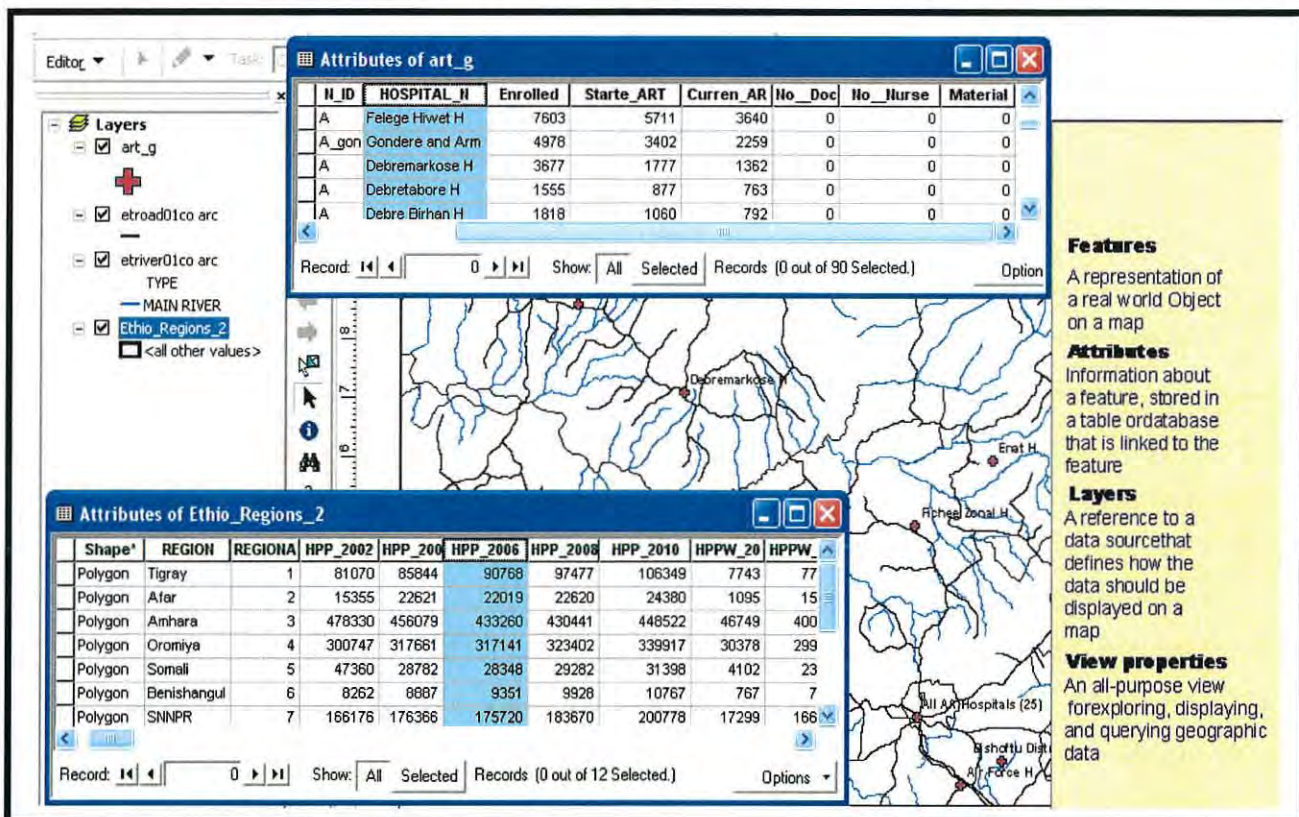 Editor Task:
Layers
art_g
etroad01co arc
etriver01co arc
TYPE
MAIN RIVER
Ethio_Regions_2
<all other values>
Attributes of art_g
N_ID HOSPITAL_N Enrolled Starte_ART Curren_AR No__Doc No__Nurse Material
A Felege Hiwet H 7603 5711 3640 0 0 0
A_gon Gondere and Arm 4978 3402 2259 0 0 0
A Debremarkose H 3677 1777 1362 0 0 0
A Debretabore H 1555 877 763 0 0 0
A Debre Birhan H 1818 1060 792 0 0 0
Record: 0 Show: All Selected Records (0 out of 90 Selected.) Option
8
7
6
Debremarkose H
Enat H
Ficheel Zonal H
All AA Hospitals (25)
Bishoftu Dist
Air Force H
Attributes of Ethio_Regions_2
Shape* REGION REGIONA HPP_2002 HPP_200 HPP_2006 HPP_2008 HPP_2010 HPPW_20 HPPW_
Polygon Tigray 1 81070 85844 90768 97477 106349 7743 77
Polygon Afar 2 15355 22621 22019 22620 24380 1095 15
Polygon Amhara 3 478330 456079 433260 430441 448522 46749 400
Polygon Oromiya 4 300747 317661 317141 323402 339917 30378 299
Polygon Somali 5 47360 28782 28348 29282 31398 4102 23
Polygon Benishangul 6 8262 8887 9351 9928 10767 767 7
Polygon SNNPR 7 166176 176366 175720 183670 200778 17299 166
Record: 0 Show: All Selected Records (0 out of 12 Selected.) Options
Features
A representation of
a real world Object
on a map
Attributes
Information about
a feature, stored in
a table ordatabase
that is linked to the
feature
Layers
A reference to a
data sourcethat
defines how the
data should be
displayed on a
map
View properties
An all-purpose view
forexploring, displaying,
and querying geographic
data